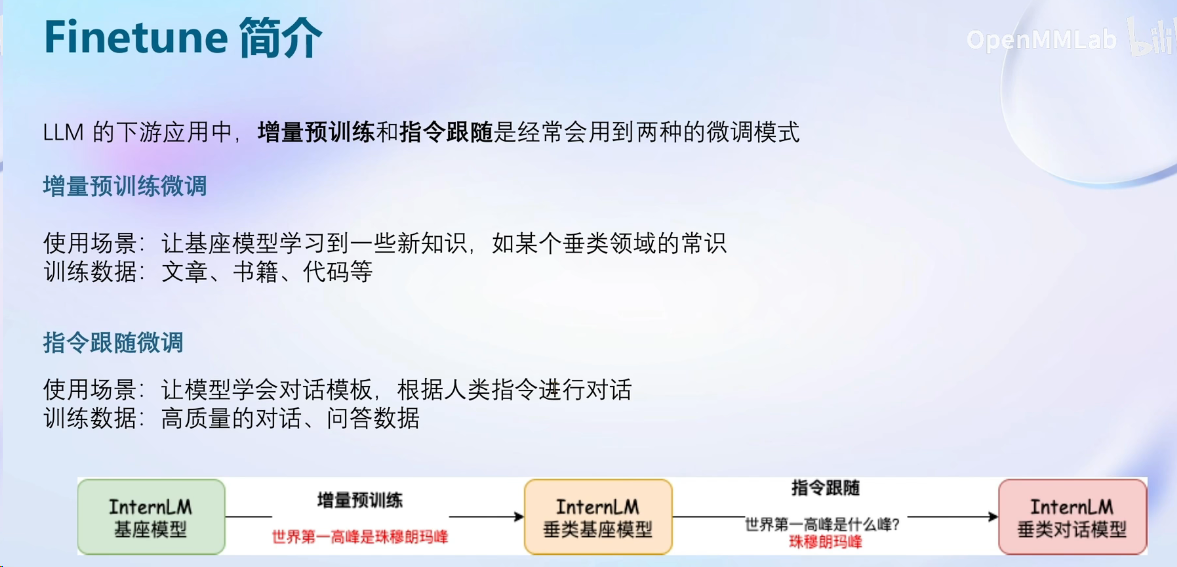 Finetune 简介
OpenMMLab bili
LLM 的下游应用中，增量预训练和指令跟随是经常会用到两种的微调模式
增量预训练微调
使用场景：让基座模型学习到一些新知识，如某个垂类领域的常识
训练数据：文章、书籍、代码等
指令跟随微调
使用场景：让模型学会对话模板，根据人类指令进行对话
训练数据：高质量的对话、问答数据
InternLM
基座模型
增量预训练
世界第一高峰是珠穆朗玛峰
InternLM
垂类基座模型
指令跟随
世界第一高峰是什么峰?
珠穆朗玛峰
InternLM
垂类对话模型